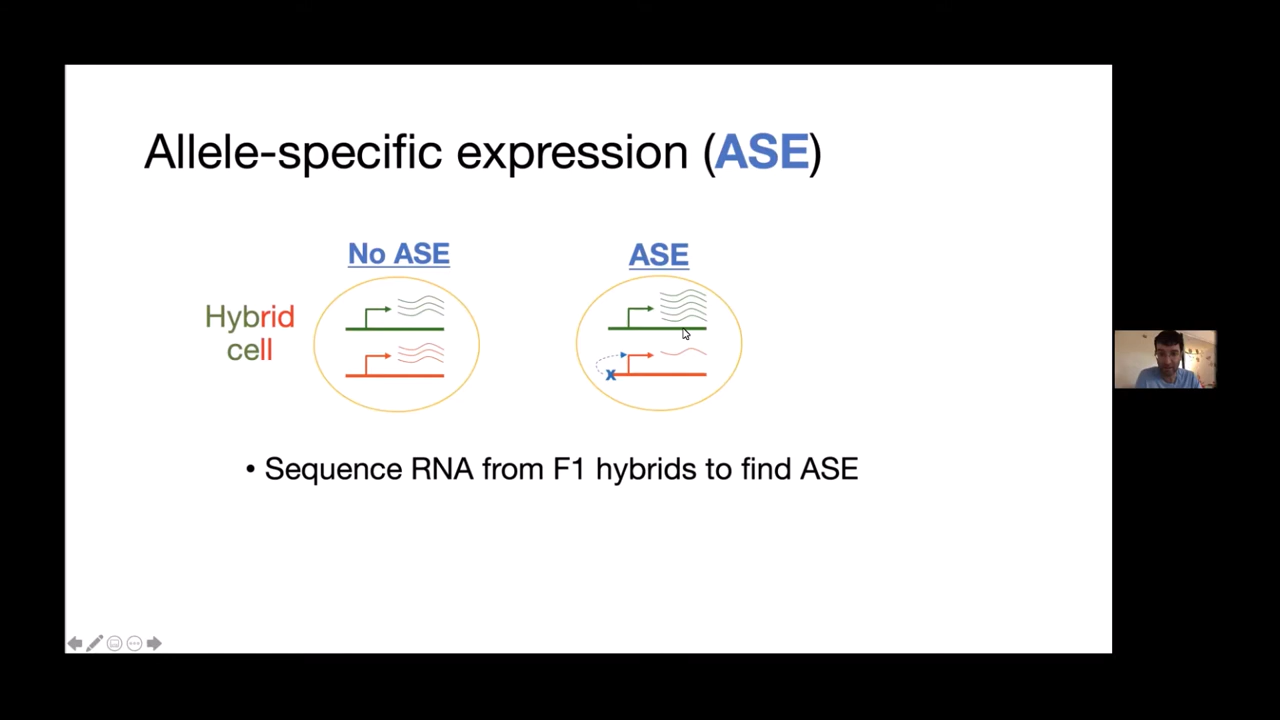 Allele-specific expression (ASE)
No ASE
ASE
Hybrid
cell
x
• Sequence RNA from F1 hybrids to find ASE